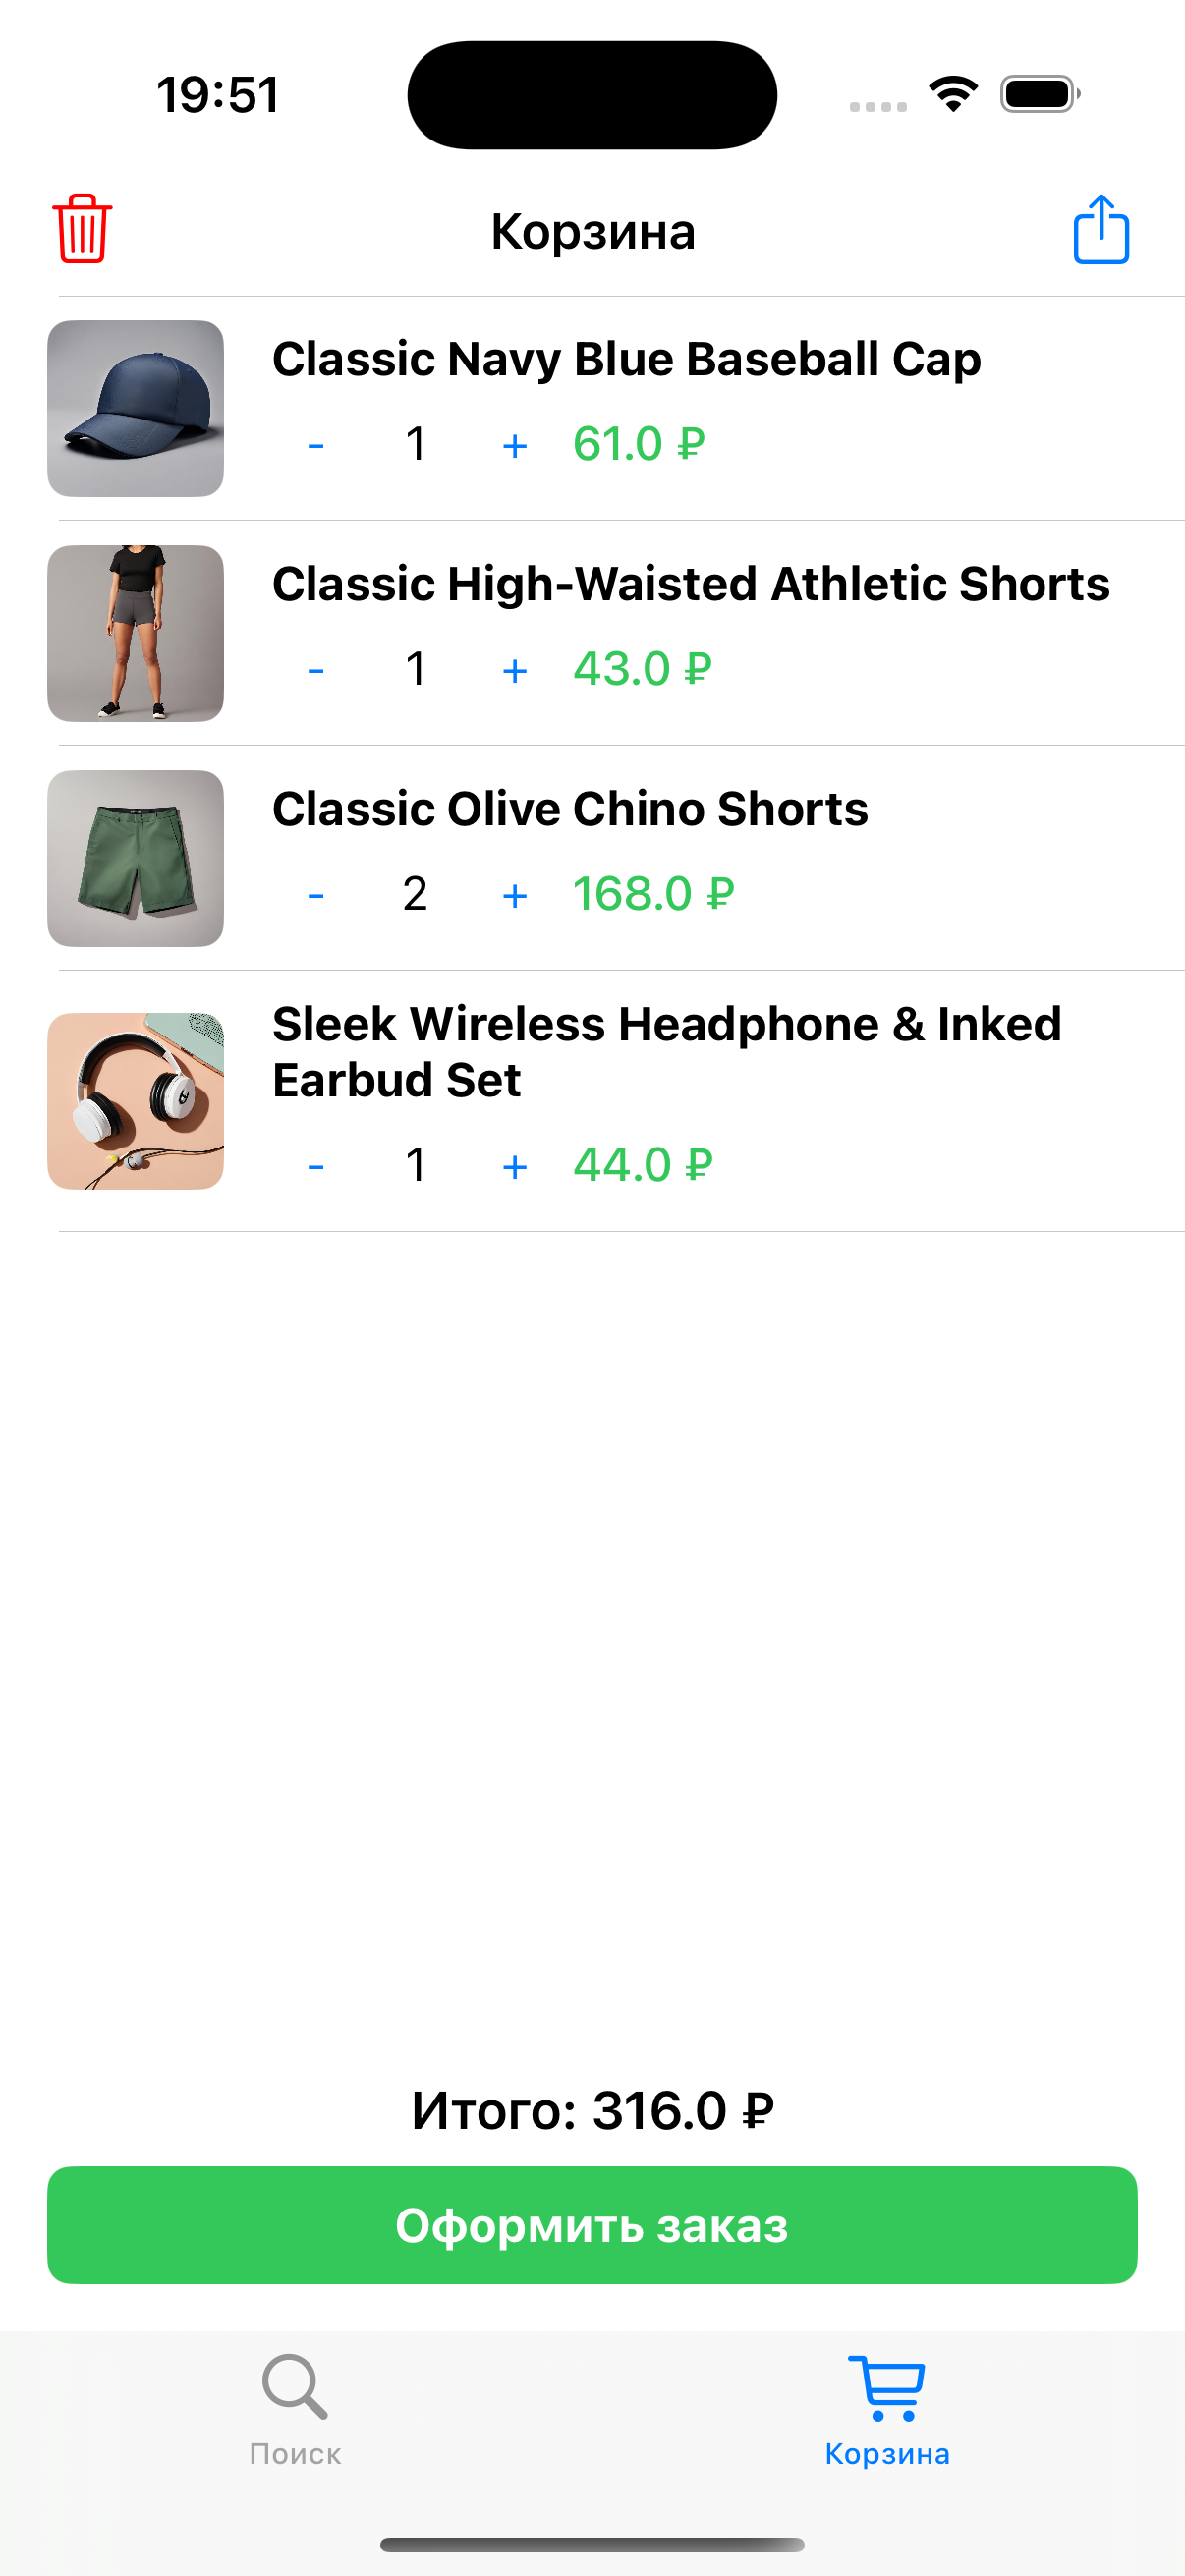 19:51
Корзина
Classic Navy Blue Baseball Cap
- 1 + 61.0 ₽
Classic High-Waisted Athletic Shorts
- 1 + 43.0 ₽
Classic Olive Chino Shorts
- 2 + 168.0 ₽
Sleek Wireless Headphone & Inked
Earbud Set
- 1 + 44.0 ₽
Итого: 316.0 ₽
Оформить заказ
Поиск
Корзина